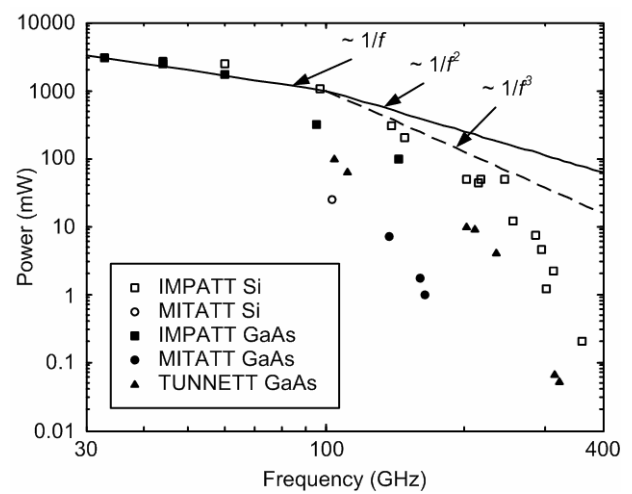 10000
~ 1/f
~ 1/f²
~ 1/f³
1000
100
10
1
0.1
0.01
Power (mW)
IMPATT Si
MITATT Si
IMPATT GaAs
MITATT GaAs
TUNNETT GaAs
30
100
400
Frequency (GHz)